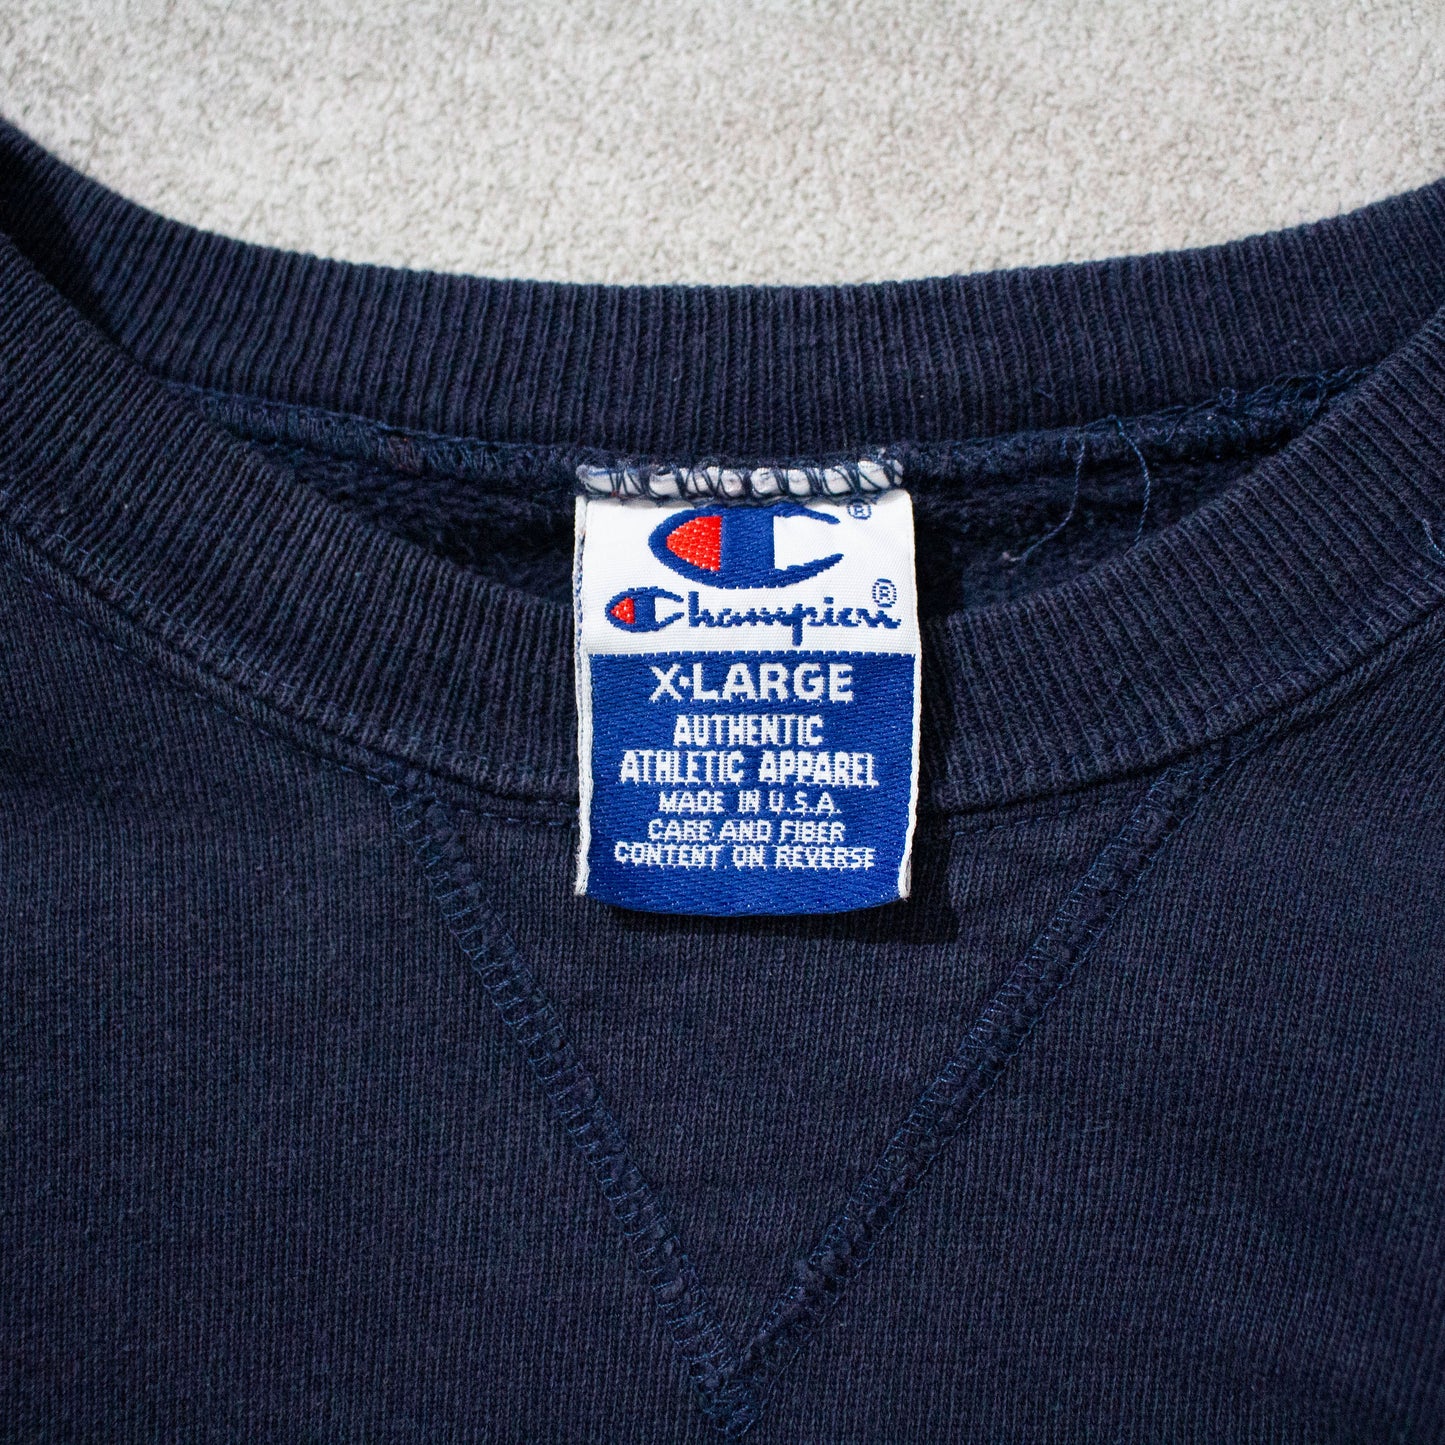 ®
Champion®
X-LARGE
AUTHENTIC
ATHLETIC APPAREL
MADE IN U.S.A.
CARE AND FIBER
CONTENT ON REVERSE